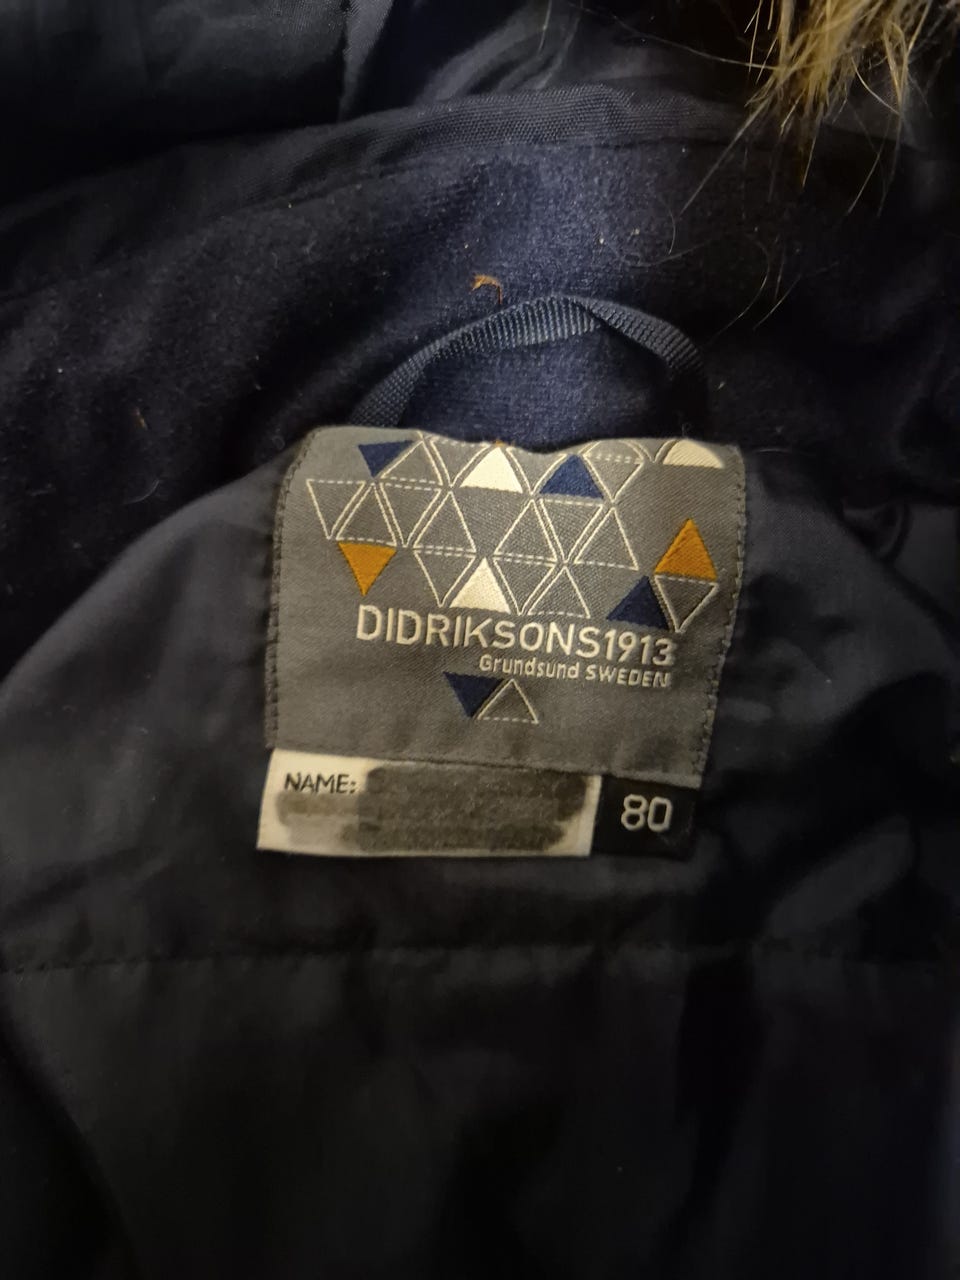 DIDRIKSONS1913
Grundsund SWEDEN
NAME:
80